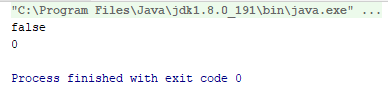 "C:\Program Files\Java\jdk1.8.0_191\bin\java.exe" ...
false
0
Process finished with exit code 0